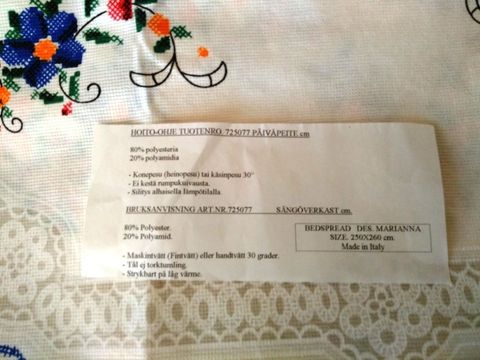 HOITO-OHJE TUOTENRO. 725077 PÄIVÄPEITE cm
80% polyesteria
20% polyamidia
- Konepesu (heinopesu) tai käsinpesu 30°
- Ei kestä rumpukuivausta.
- Silitys alhaisella lämpötilalla.
BRUKSANVISNING ART NR.725077 SÄNGÖVERKAST cm.
80% Polyester.
20% Polyamid.
- Maskintvätt (Fintvätt) eller handtvätt 30 grader.
- Tål ej torktumling.
- Strykbart på låg värme.
BEDSPREAD DES. MARIANNA
SIZE. 250X260 cm.
Made in Italy